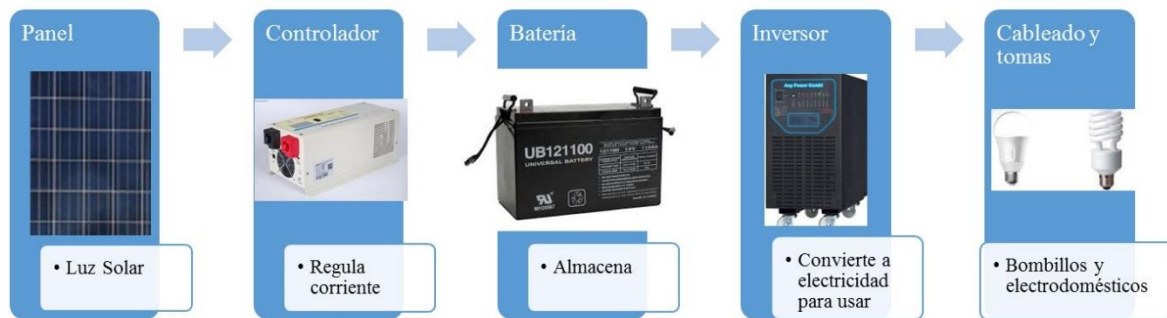 Panel
Controlador
Batería
Inversor
Cableado y
tomas
UB121100
UNIVERSAL BATTERY
• Luz Solar
• Regula
corriente
• Almacena
• Convierte a
electricidad
para usar
• Bombillos y
electrodomésticos